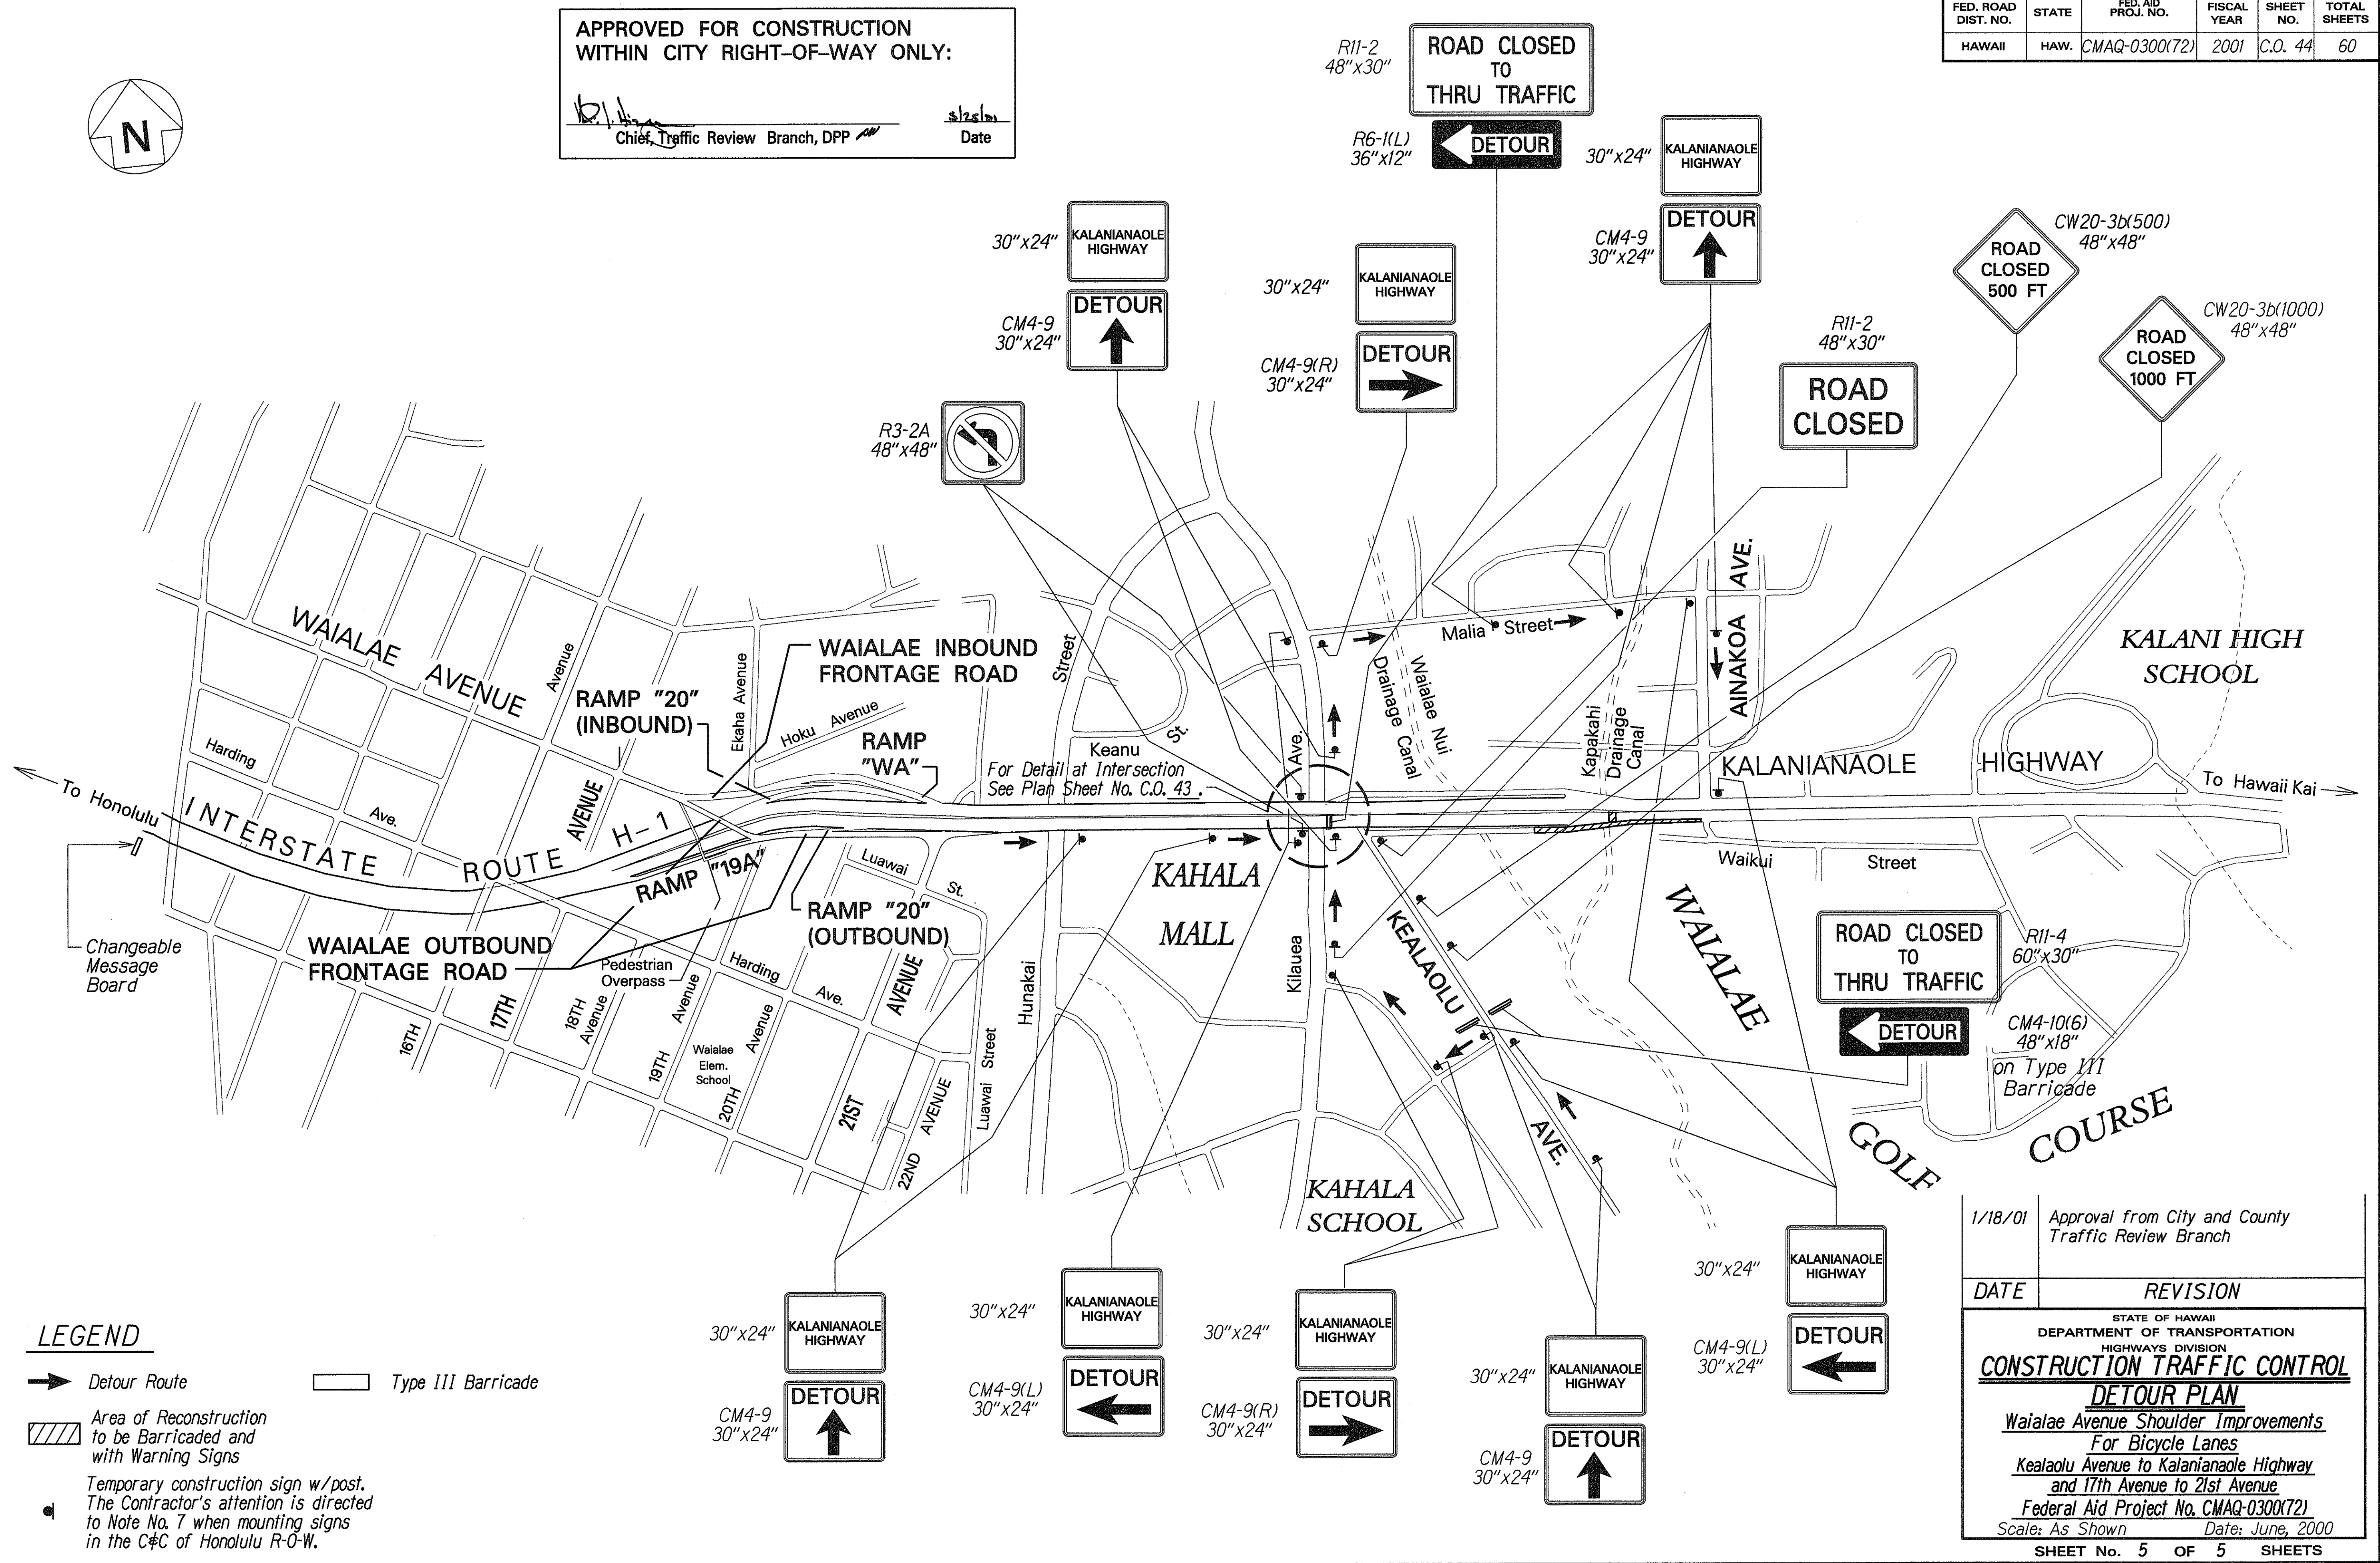 APPROVED FOR CONSTRUCTION
WITHIN CITY RIGHT-OF-WAY ONLY:
3/25/01
Chief, Traffic Review Branch, DPP
Date
FED. ROAD DIST. NO.
STATE
FED. AID PROJ. NO.
FISCAL YEAR
SHEET NO.
TOTAL SHEETS
HAWAII
HAW.
CMAQ-0300(72)
2001
C.O. 44
60
N
R11-2
48"x30"
ROAD CLOSED
TO
THRU TRAFFIC
R6-1(L)
36"x12"
DETOUR
30"x24"
KALANIANAOLE
HIGHWAY
CM4-9
30"x24"
DETOUR
30"x24"
KALANIANAOLE
HIGHWAY
CM4-9
30"x24"
DETOUR
30"x24"
KALANIANAOLE
HIGHWAY
CM4-9(R)
30"x24"
DETOUR
CW20-3b(500)
48"x48"
ROAD
CLOSED
500 FT
CW20-3b(1000)
48"x48"
ROAD
CLOSED
1000 FT
R11-2
48"x30"
ROAD
CLOSED
R3-2A
48"x48"
WAIALAE AVENUE
Avenue
Harding
Ave.
To Honolulu
INTERSTATE ROUTE H-1
AVENUE
RAMP "20"
(INBOUND)
Ekaha Avenue
Hoku Avenue
WAIALAE INBOUND
FRONTAGE ROAD
RAMP
"WA"
Street
Keanu
St.
For Detail at Intersection
See Plan Sheet No. C.O. 43.
Ave.
Malia Street
Waialae Nui
Drainage Canal
Kapakahi
Drainage
Canal
AINAKOA AVE.
KALANIANAOLE HIGHWAY
KALANI HIGH
SCHOOL
To Hawaii Kai
Changeable
Message
Board
WAIALAE OUTBOUND
FRONTAGE ROAD
RAMP "19A"
RAMP "20"
(OUTBOUND)
Pedestrian
Overpass
Luawai
St.
Harding
Ave.
16TH
17TH
18TH
Avenue
19TH
Avenue
Waialae
Elem.
School
20TH
Avenue
21ST
AVENUE
22ND
AVENUE
Luawai Street
Hunakai
KAHALA
MALL
Kilauea
KEALAOLU
AVE.
Waikui Street
WAIALAE
GOLF
COURSE
KAHALA
SCHOOL
ROAD CLOSED
TO
THRU TRAFFIC
R11-4
60"x30"
DETOUR
CM4-10(6)
48"x18"
on Type III
Barricade
30"x24"
KALANIANAOLE
HIGHWAY
CM4-9
30"x24"
DETOUR
30"x24"
KALANIANAOLE
HIGHWAY
CM4-9(L)
30"x24"
DETOUR
30"x24"
KALANIANAOLE
HIGHWAY
CM4-9(R)
30"x24"
DETOUR
30"x24"
KALANIANAOLE
HIGHWAY
CM4-9
30"x24"
DETOUR
30"x24"
KALANIANAOLE
HIGHWAY
CM4-9(L)
30"x24"
DETOUR
LEGEND
Detour Route
Type III Barricade
Area of Reconstruction
to be Barricaded and
with Warning Signs
Temporary construction sign w/post.
The Contractor's attention is directed
to Note No. 7 when mounting signs
in the C&C of Honolulu R-O-W.
1/18/01
Approval from City and County
Traffic Review Branch
DATE
REVISION
STATE OF HAWAII
DEPARTMENT OF TRANSPORTATION
HIGHWAYS DIVISION
CONSTRUCTION TRAFFIC CONTROL
DETOUR PLAN
Waialae Avenue Shoulder Improvements
For Bicycle Lanes
Kealaolu Avenue to Kalanianaole Highway
and 17th Avenue to 21st Avenue
Federal Aid Project No. CMAQ-0300(72)
Scale: As Shown
Date: June, 2000
SHEET No. 5 OF 5 SHEETS